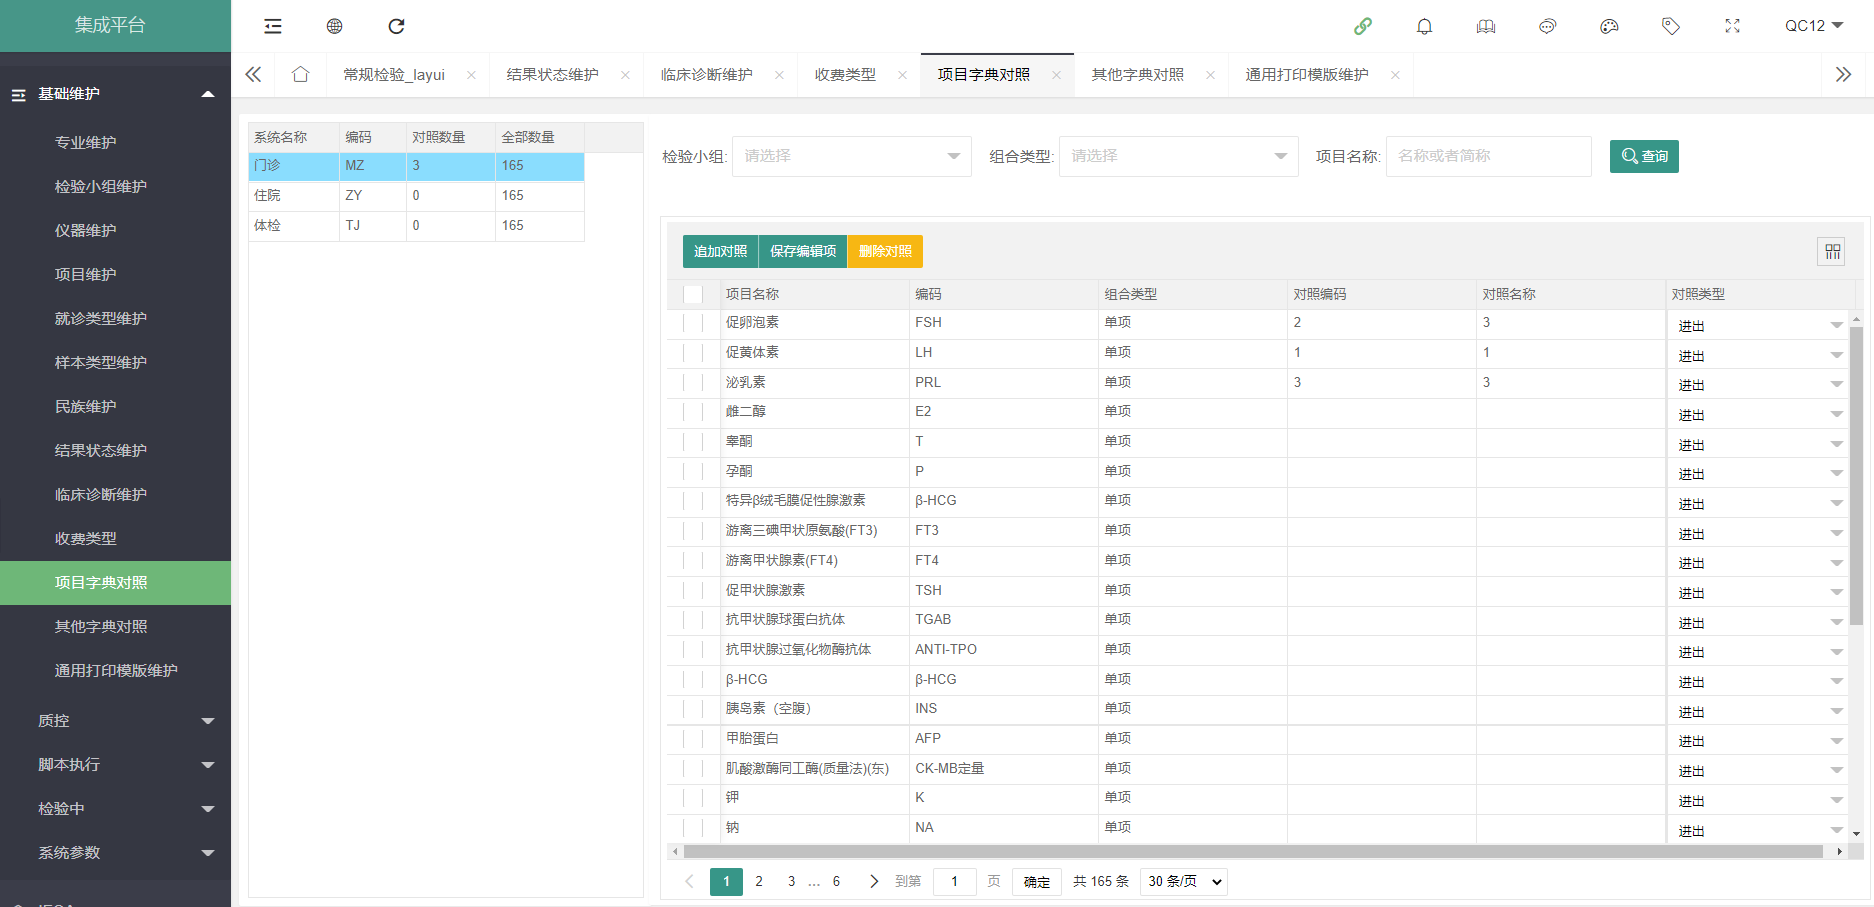 集成平台
QC12
常规检验_layui
结果状态维护
临床诊断维护
收费类型
项目字典对照
其他字典对照
通用打印模版维护
基础维护
专业维护
检验小组维护
仪器维护
项目维护
就诊类型维护
样本类型维护
民族维护
结果状态维护
临床诊断维护
收费类型
项目字典对照
其他字典对照
通用打印模版维护
质控
脚本执行
检验中
系统参数
系统名称 编码 对照数量 全部数量
门诊 MZ 3 165
住院 ZY 0 165
体检 TJ 0 165
检验小组: 请选择 组合类型: 请选择 项目名称: 名称或者简称 查询
追加对照 保存编辑项 删除对照
项目名称 编码 组合类型 对照编码 对照名称 对照类型
促卵泡素 FSH 单项 2 3 进出
促黄体素 LH 单项 1 1 进出
泌乳素 PRL 单项 3 3 进出
雌二醇 E2 单项 进出
睾酮 T 单项 进出
孕酮 P 单项 进出
特异β绒毛膜促性腺激素 β-HCG 单项 进出
游离三碘甲状原氨酸(FT3) FT3 单项 进出
游离甲状腺素(FT4) FT4 单项 进出
促甲状腺激素 TSH 单项 进出
抗甲状腺球蛋白抗体 TGAB 单项 进出
抗甲状腺过氧化物酶抗体 ANTI-TPO 单项 进出
β-HCG β-HCG 单项 进出
胰岛素（空腹） INS 单项 进出
甲胎蛋白 AFP 单项 进出
肌酸激酶同工酶(质量法)(东) CK-MB定量 单项 进出
钾 K 单项 进出
钠 NA 单项 进出
1 2 3 … 6 到第 1 页 确定 共 165 条 30 条/页